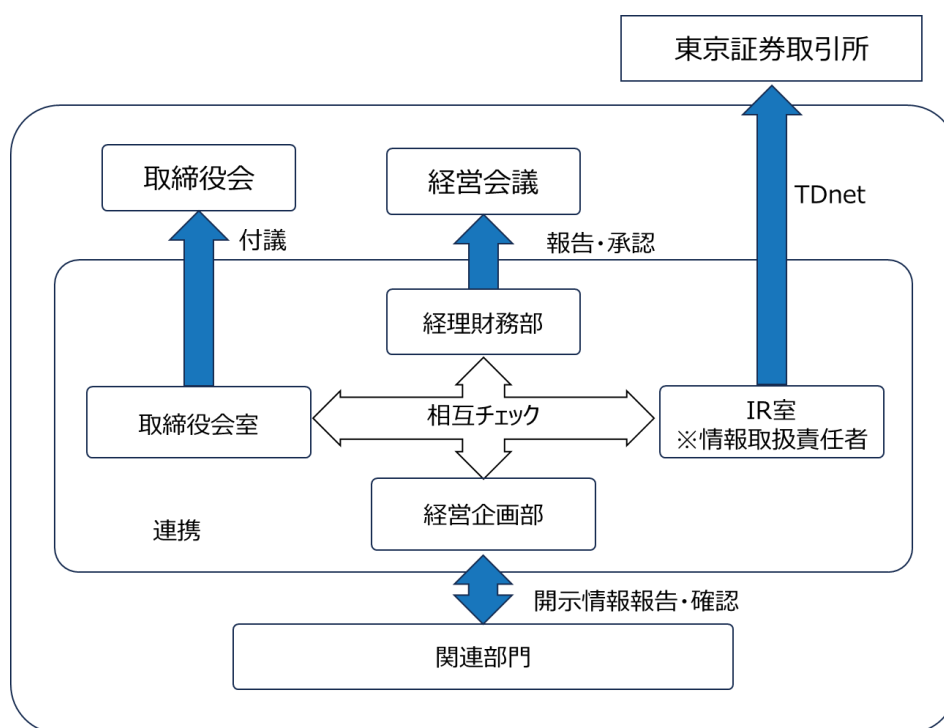 東京証券取引所
取締役会
経営会議
TDnet
付議
報告・承認
経理財務部
取締役会室
相互チェック
IR室
※情報取扱責任者
経営企画部
連携
開示情報報告・確認
関連部門